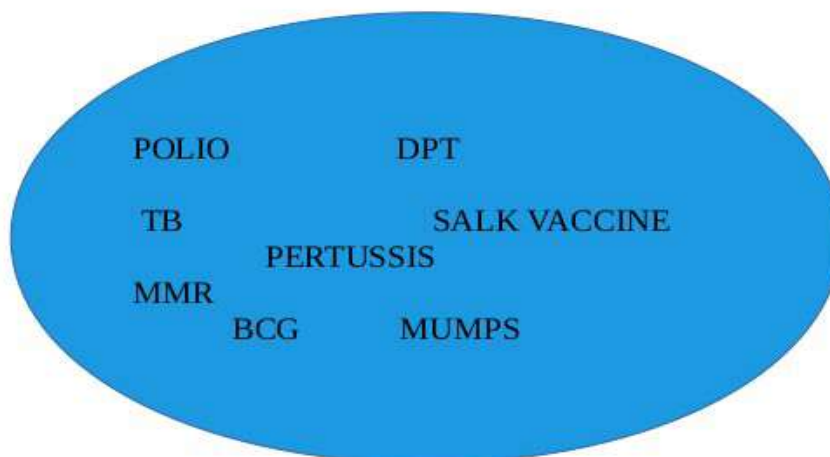 POLIO DPT
TB SALK VACCINE
PERTUSSIS
MMR
BCG MUMPS